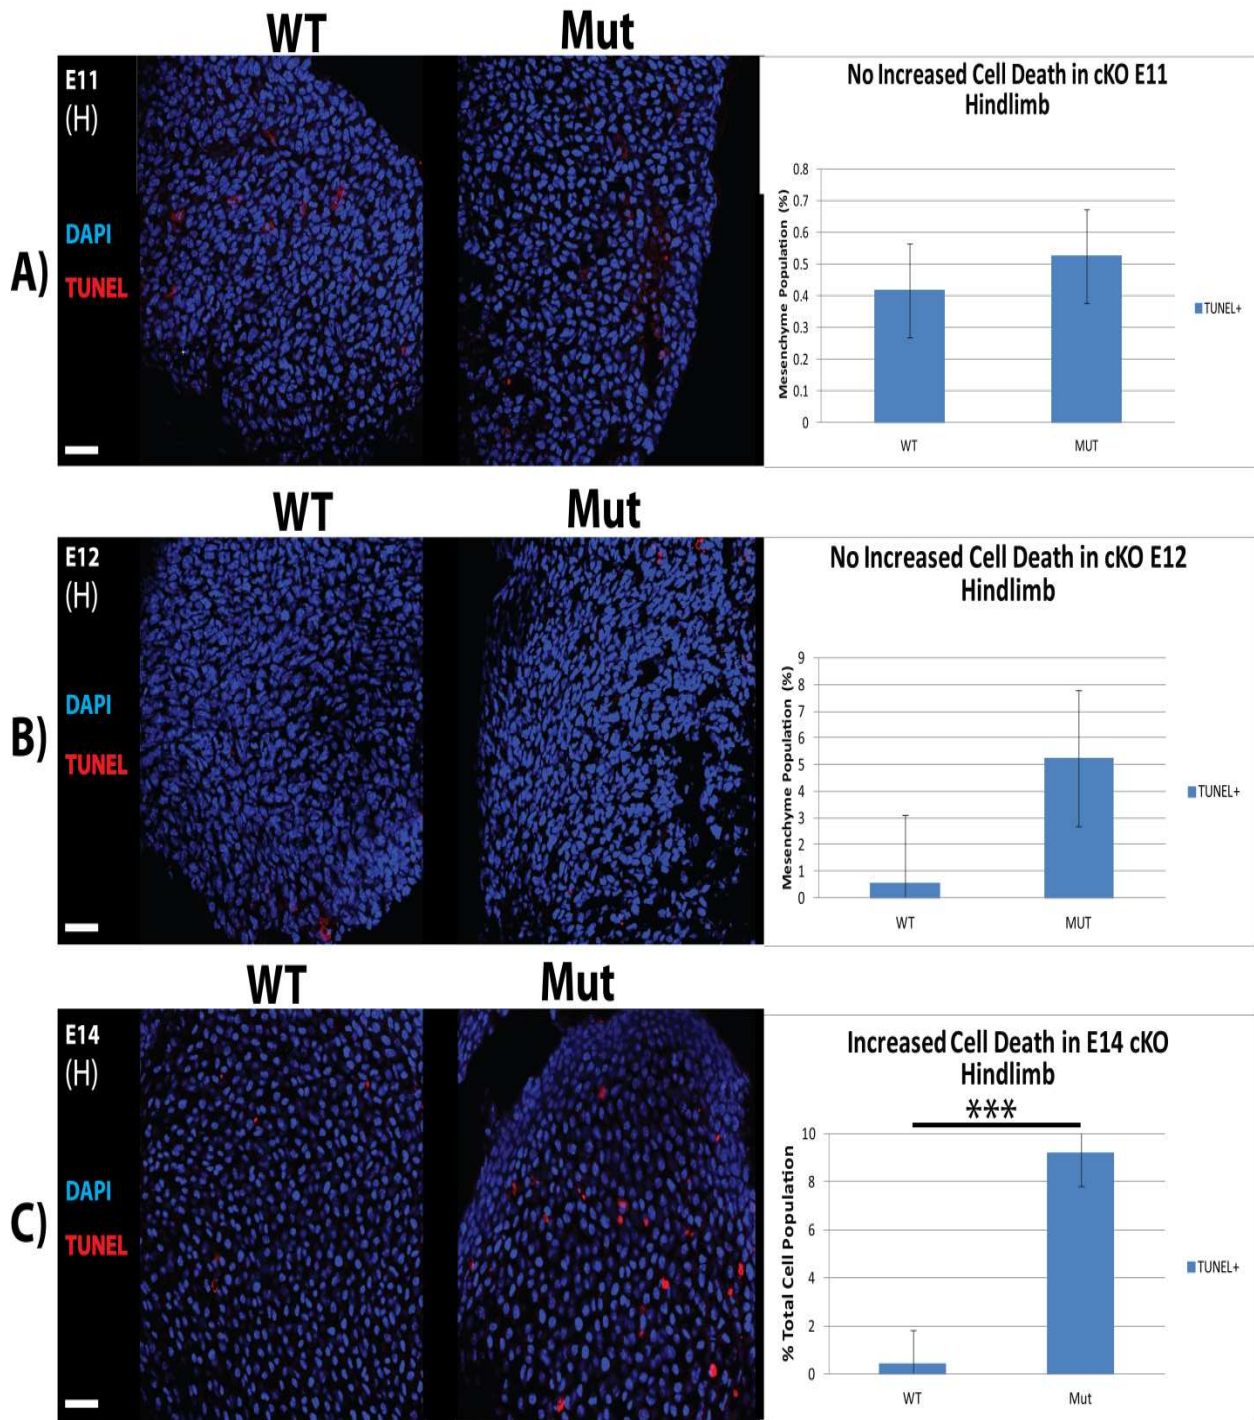 WT
Mut
A)
E11
(H)
DAPI
TUNEL
No Increased Cell Death in cKO E11
Hindlimb
Mesenchyme Population (%)
0.8
0.7
0.6
0.5
0.4
0.3
0.2
0.1
0
WT
MUT
TUNEL+
WT
Mut
B)
E12
(H)
DAPI
TUNEL
No Increased Cell Death in cKO E12
Hindlimb
Mesenchyme Population (%)
9
8
7
6
5
4
3
2
1
0
WT
MUT
TUNEL+
WT
Mut
C)
E14
(H)
DAPI
TUNEL
Increased Cell Death in E14 cKO
Hindlimb
***
% Total Cell Population
10
8
6
4
2
0
WT
Mut
TUNEL+